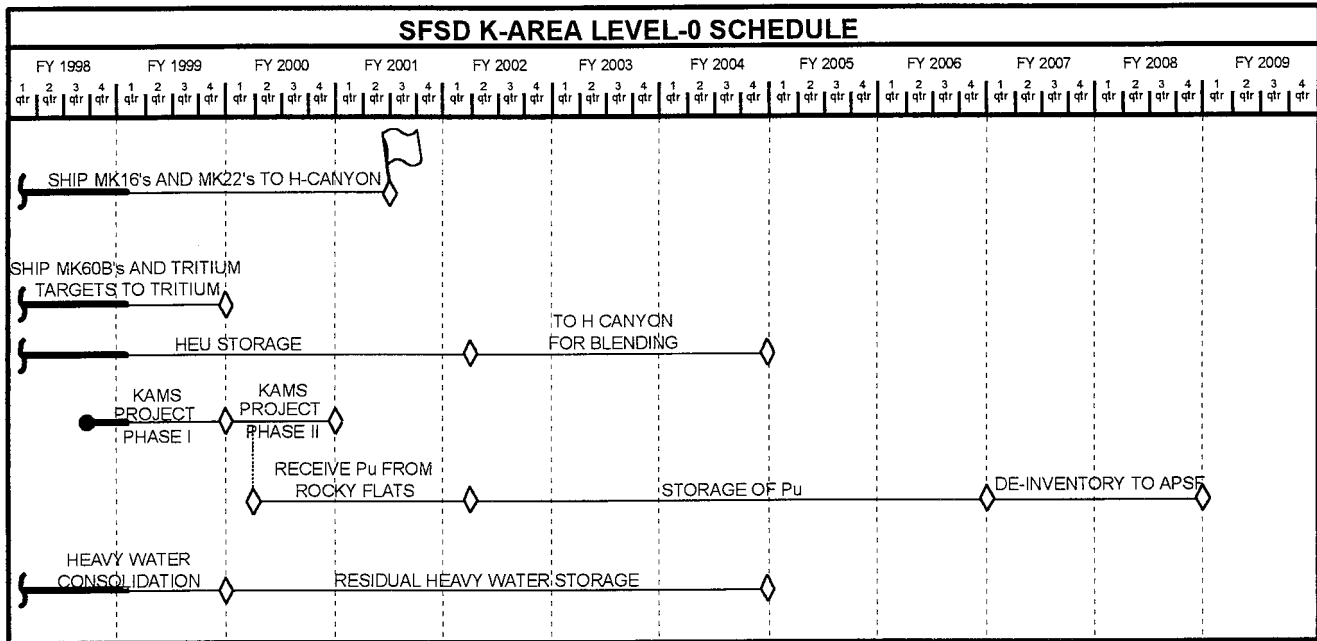 SFSD K-AREA LEVEL-0 SCHEDULE
FY 1998 FY 1999 FY 2000 FY 2001 FY 2002 FY 2003 FY 2004 FY 2005 FY 2006 FY 2007 FY 2008 FY 2009
1 qtr 2 qtr 3 qtr 4 qtr 1 qtr 2 qtr 3 qtr 4 qtr 1 qtr 2 qtr 3 qtr 4 qtr 1 qtr 2 qtr 3 qtr 4 qtr 1 qtr 2 qtr 3 qtr 4 qtr 1 qtr 2 qtr 3 qtr 4 qtr 1 qtr 2 qtr 3 qtr 4 qtr 1 qtr 2 qtr 3 qtr 4 qtr 1 qtr 2 qtr 3 qtr 4 qtr 1 qtr 2 qtr 3 qtr 4 qtr 1 qtr 2 qtr 3 qtr 4 qtr 1 qtr 2 qtr 3 qtr 4 qtr
SHIP MK16's AND MK22's TO H-CANYON
SHIP MK60B's AND TRITIUM
TARGETS TO TRITIUM
HEU STORAGE
TO H CANYON
FOR BLENDING
KAMS
PROJECT
PHASE I
KAMS
PROJECT
PHASE II
RECEIVE Pu FROM
ROCKY FLATS
STORAGE OF Pu
DE-INVENTORY TO APSF
HEAVY WATER
CONSOLIDATION
RESIDUAL HEAVY WATER STORAGE